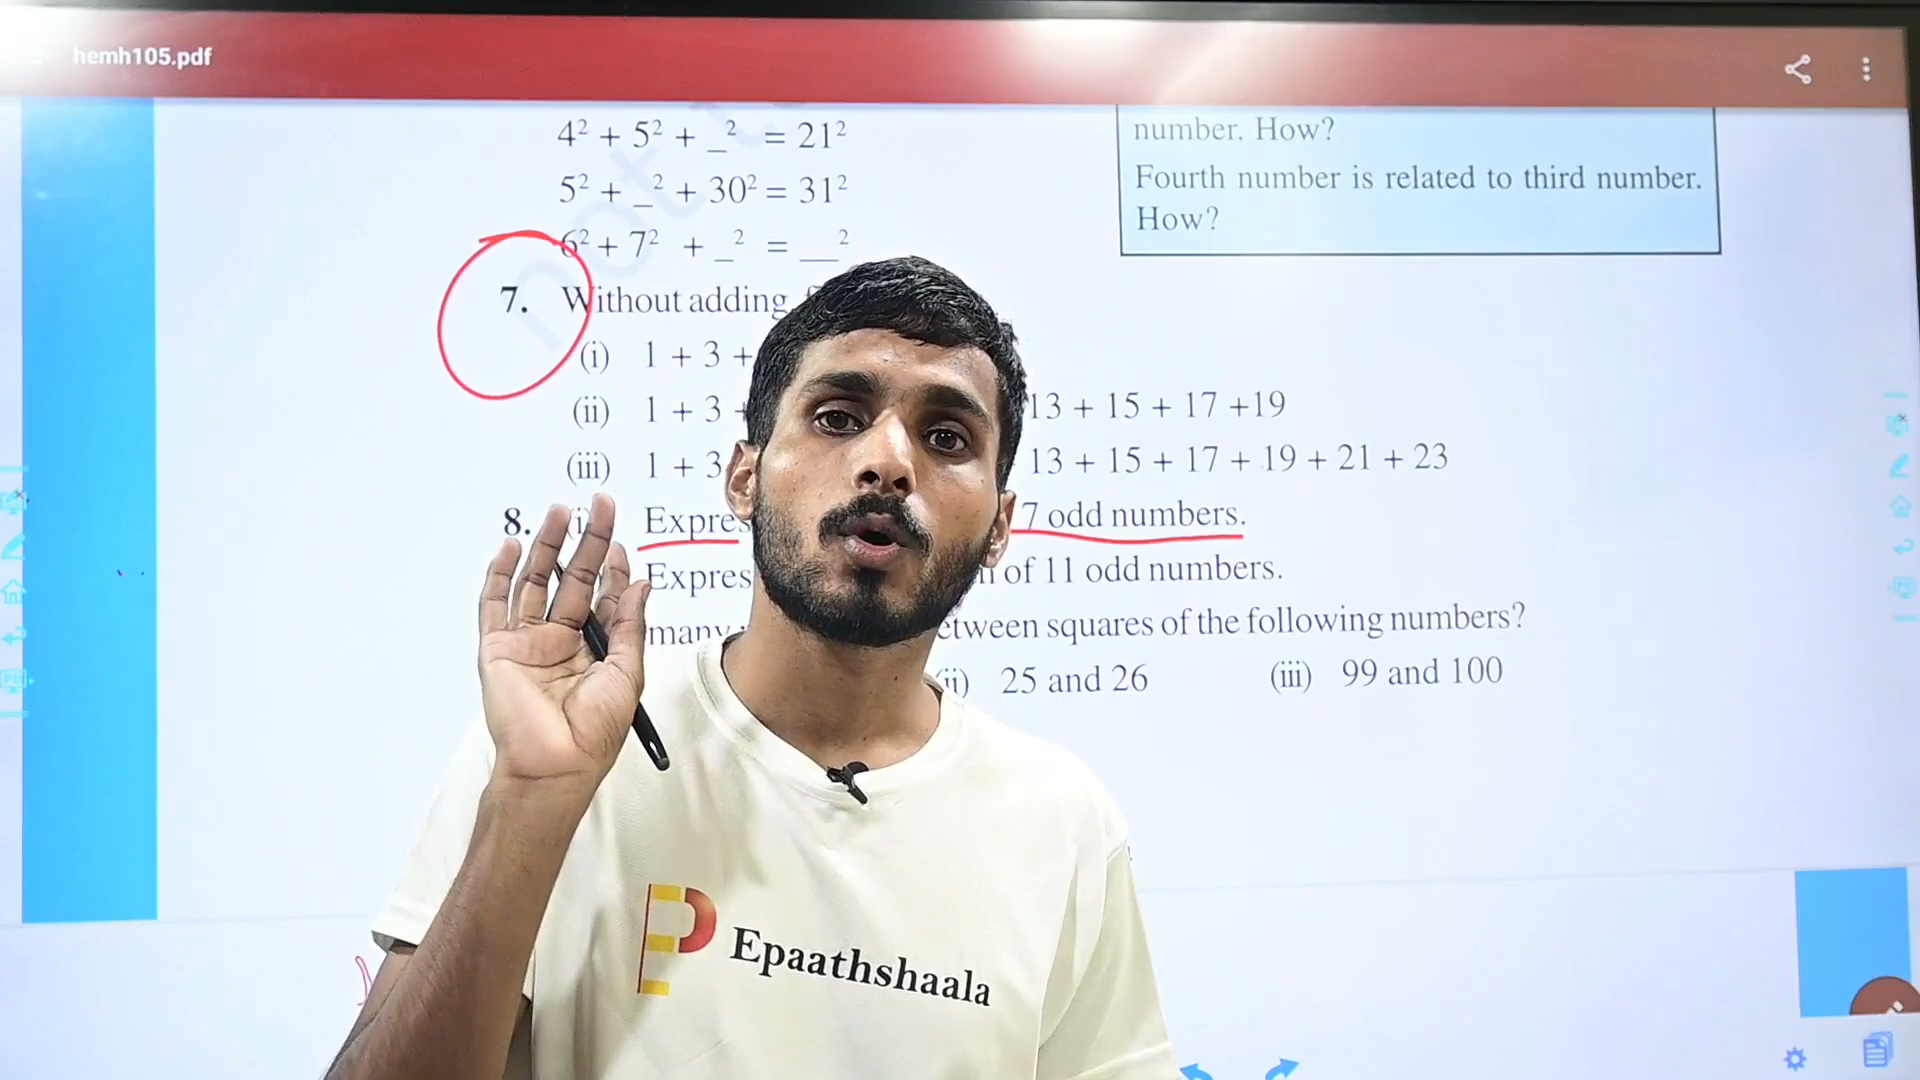 hemh105.pdf
4² + 5² + _² = 21²
5² + _² + 30² = 31²
6² + 7² + _² = __²
number. How?
Fourth number is related to third number.
How?
7. Without adding,
(i) 1 + 3 +
(ii) 1 + 3 + 13 + 15 + 17 +19
(iii) 1 + 3 13 + 15 + 17 + 19 + 21 + 23
8. (i) Expres 7 odd numbers.
Expres of 11 odd numbers.
many etween squares of the following numbers?
(ii) 25 and 26 (iii) 99 and 100
EP Epaathshaala